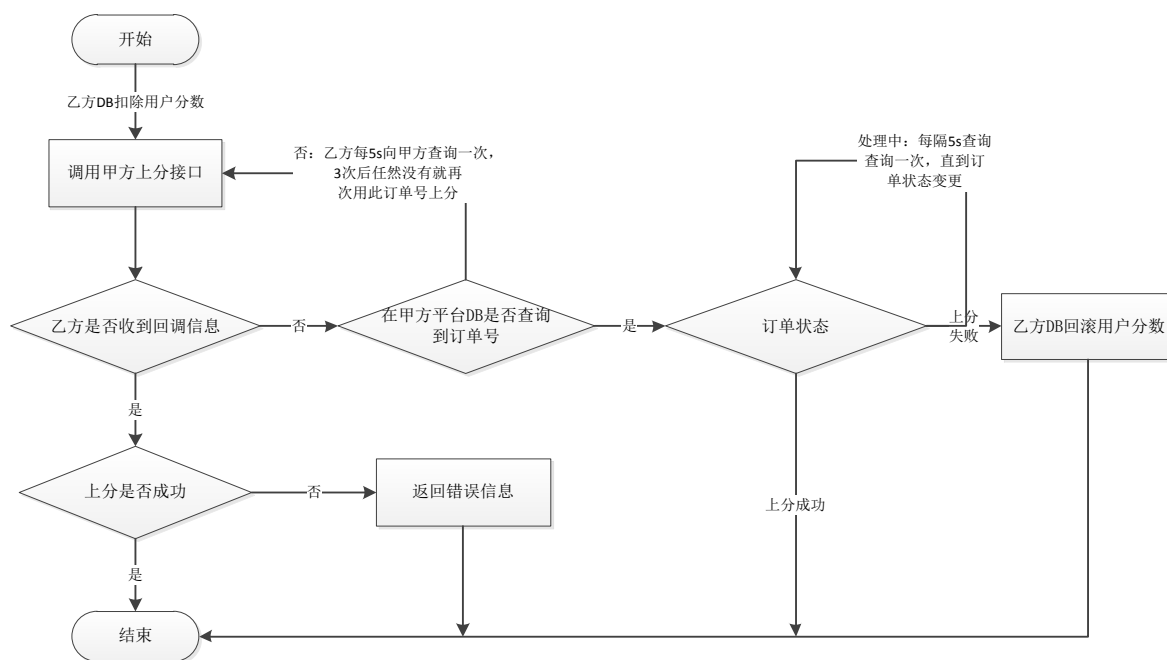 开始
乙方DB扣除用户分数
调用甲方上分接口
否：乙方每5s向甲方查询一次，
3次后任然没有就再
次用此订单号上分
处理中：每隔5s查询
查询一次，直到订
单状态变更
乙方是否收到回调信息
否
在甲方平台DB是否查询
到订单号
是
订单状态
上分
失败
乙方DB回滚用户分数
是
上分是否成功
否
返回错误信息
上分成功
是
结束